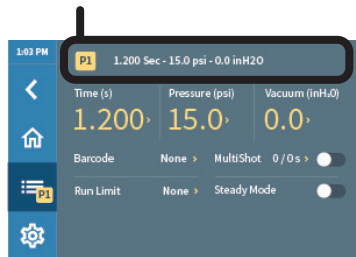 1:03 PM
P1 1.200 Sec - 15.0 psi - 0.0 inH2O
Time (s) Pressure (psi) Vacuum (inH₂O)
1.200› 15.0› 0.0›
Barcode None › MultiShot 0 / 0 s ›
P1
Run Limit None › Steady Mode